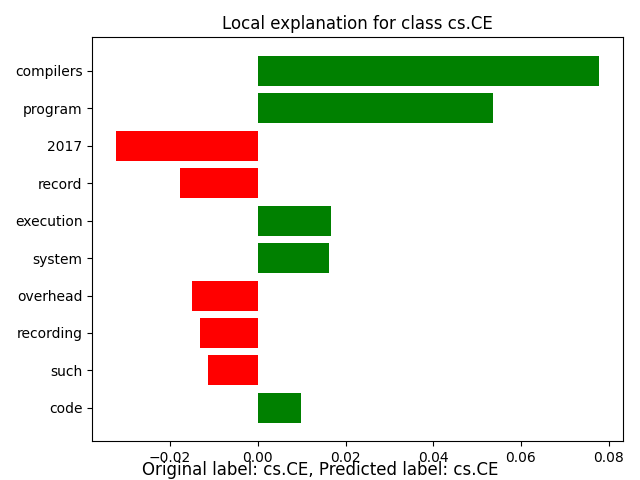 Local explanation for class cs.CE
compilers
program
2017
record
execution
system
overhead
recording
such
code
−0.02 0.00 0.02 0.04 0.06 0.08
Original label: cs.CE, Predicted label: cs.CE